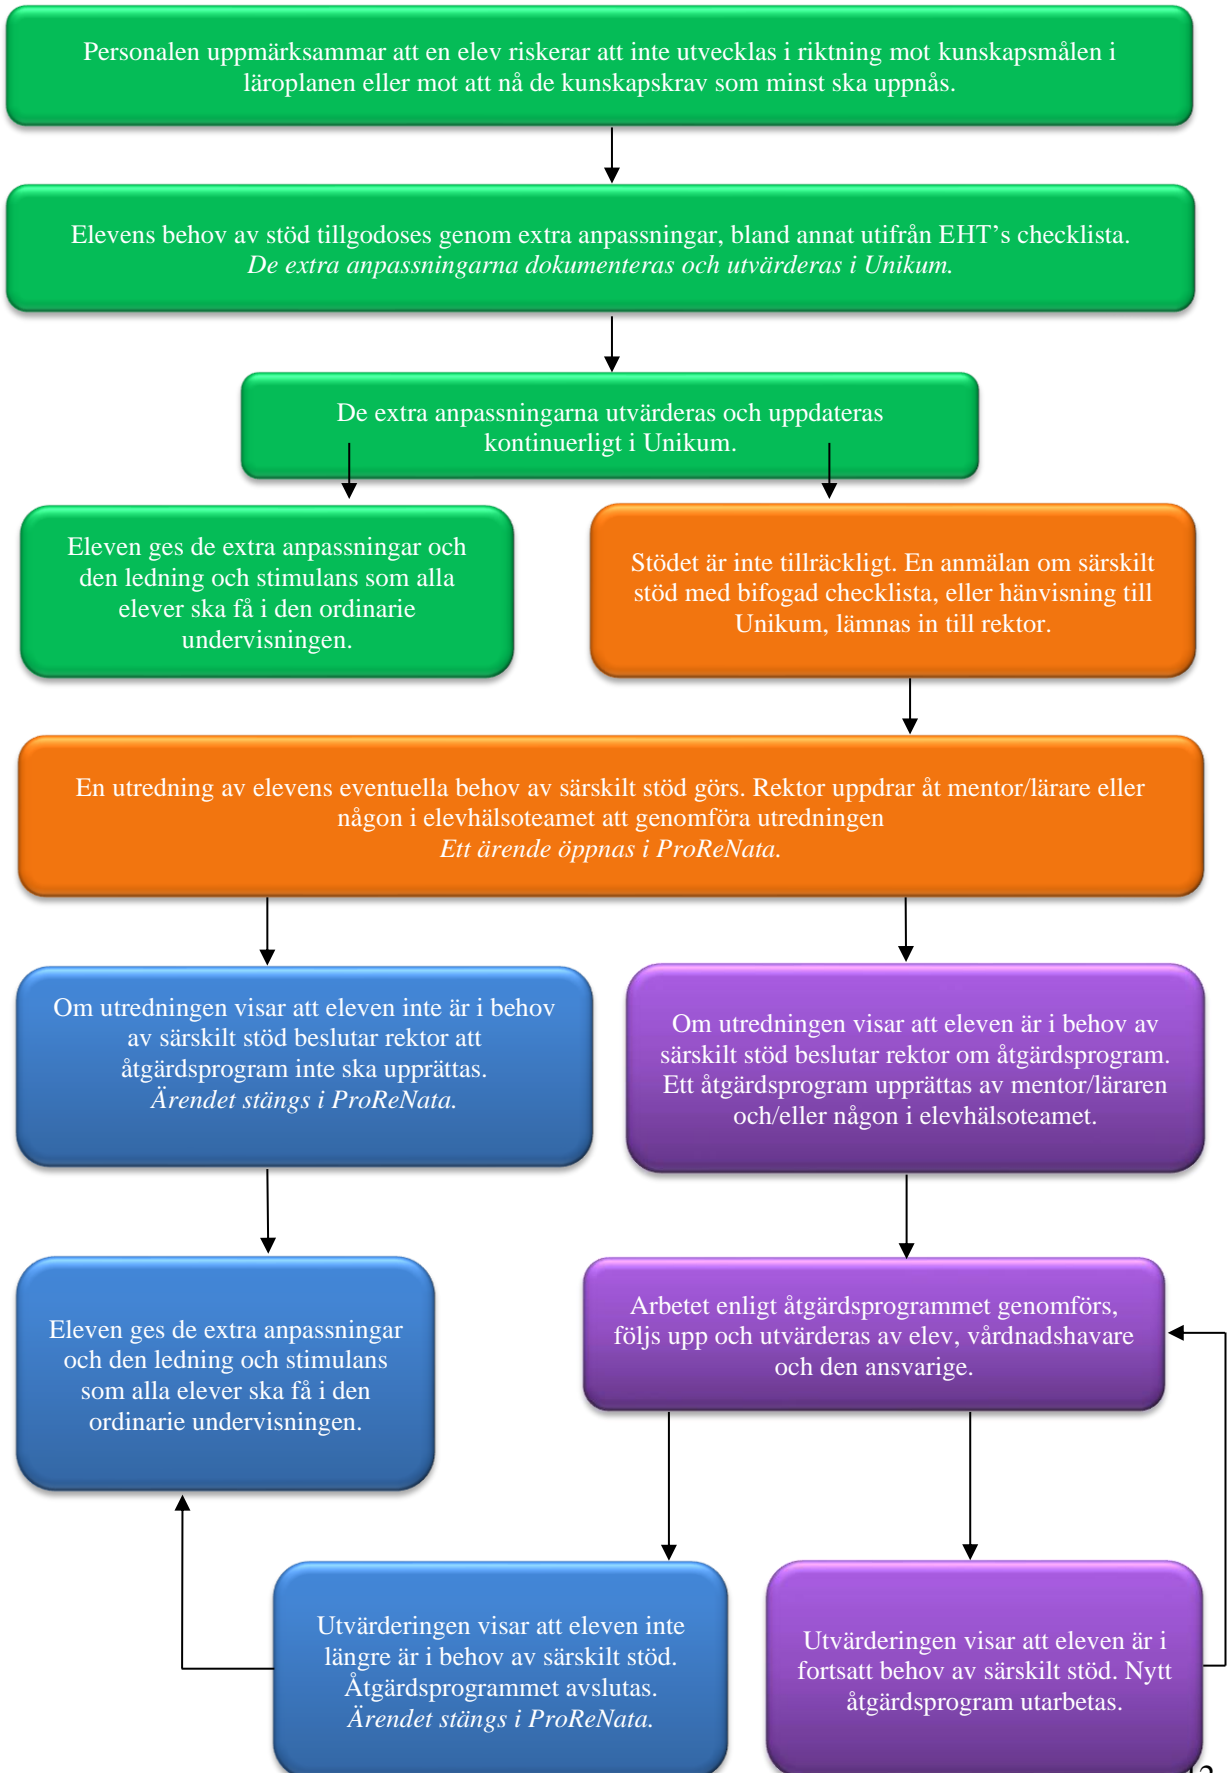 Personalen uppmärksammar att en elev riskerar att inte utvecklas i riktning mot kunskapsmålen i
läroplanen eller mot att nå de kunskapskrav som minst ska uppnås.
Elevens behov av stöd tillgodoses genom extra anpassningar, bland annat utifrån EHT’s checklista.
De extra anpassningarna dokumenteras och utvärderas i Unikum.
De extra anpassningarna utvärderas och uppdateras
kontinuerligt i Unikum.
Eleven ges de extra anpassningar och
den ledning och stimulans som alla
elever ska få i den ordinarie
undervisningen.
Stödet är inte tillräckligt. En anmälan om särskilt
stöd med bifogad checklista, eller hänvisning till
Unikum, lämnas in till rektor.
En utredning av elevens eventuella behov av särskilt stöd görs. Rektor uppdrar åt mentor/lärare eller
någon i elevhälsoteamet att genomföra utredningen
Ett ärende öppnas i ProReNata.
Om utredningen visar att eleven inte är i behov
av särskilt stöd beslutar rektor att
åtgärdsprogram inte ska upprättas.
Ärendet stängs i ProReNata.
Om utredningen visar att eleven är i behov av
särskilt stöd beslutar rektor om åtgärdsprogram.
Ett åtgärdsprogram upprättas av mentor/läraren
och/eller någon i elevhälsoteamet.
Eleven ges de extra anpassningar
och den ledning och stimulans
som alla elever ska få i den
ordinarie undervisningen.
Arbetet enligt åtgärdsprogrammet genomförs,
följs upp och utvärderas av elev, vårdnadshavare
och den ansvarige.
Utvärderingen visar att eleven inte
längre är i behov av särskilt stöd.
Åtgärdsprogrammet avslutas.
Ärendet stängs i ProReNata.
Utvärderingen visar att eleven är i
fortsatt behov av särskilt stöd. Nytt
åtgärdsprogram utarbetas.